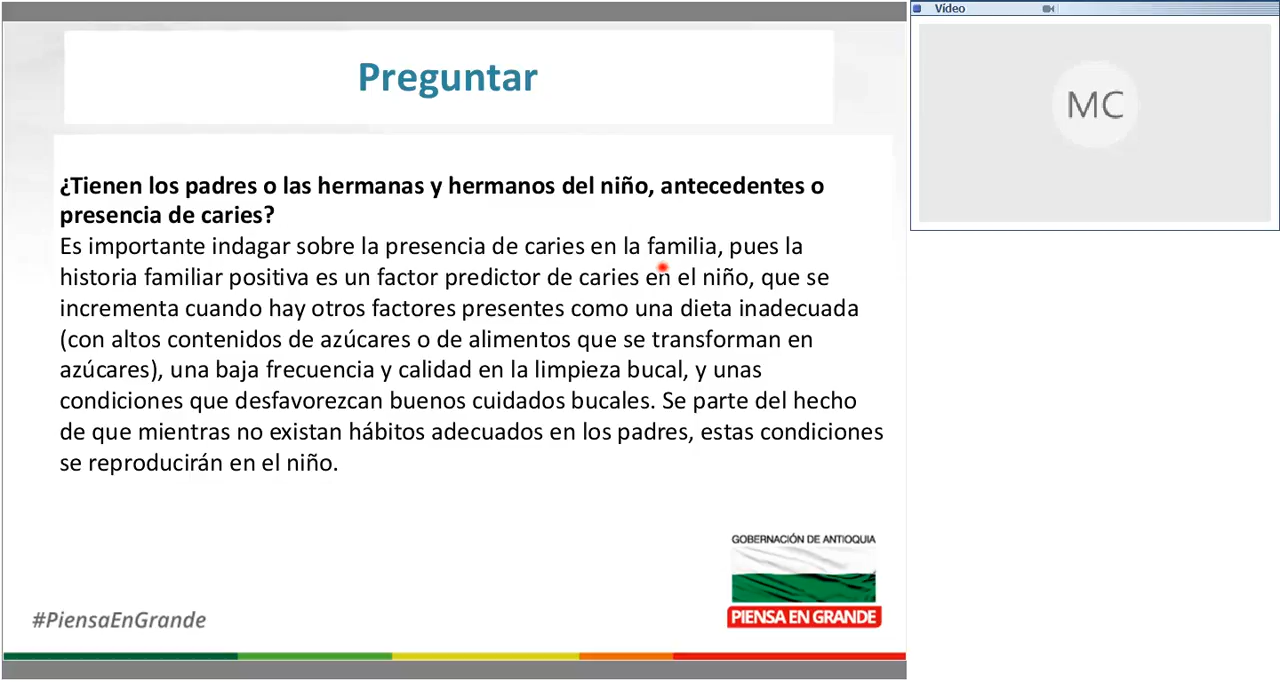 Preguntar
¿Tienen los padres o las hermanas y hermanos del niño, antecedentes o
presencia de caries?
Es importante indagar sobre la presencia de caries en la familia, pues la
historia familiar positiva es un factor predictor de caries en el niño, que se
incrementa cuando hay otros factores presentes como una dieta inadecuada
(con altos contenidos de azúcares o de alimentos que se transforman en
azúcares), una baja frecuencia y calidad en la limpieza bucal, y unas
condiciones que desfavorezcan buenos cuidados bucales. Se parte del hecho
de que mientras no existan hábitos adecuados en los padres, estas condiciones
se reproducirán en el niño.
GOBERNACIÓN DE ANTIOQUIA
PIENSA EN GRANDE
#PiensaEnGrande
Vídeo
MC